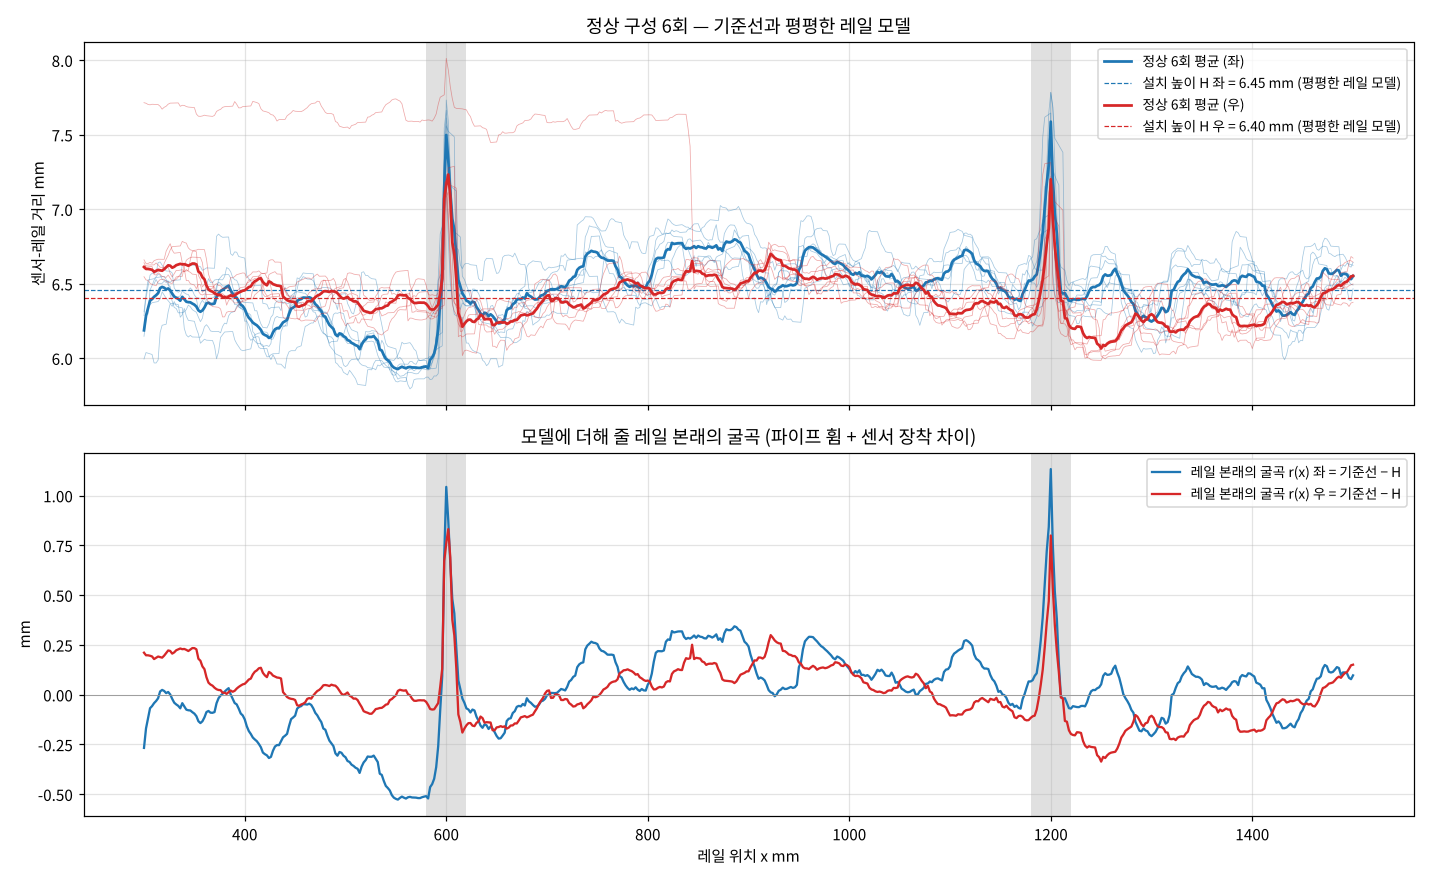 정상 구성 6회 — 기준선과 평평한 레일 모델
센서-레일 거리 mm
8.0
7.5
7.0
6.5
6.0
정상 6회 평균 (좌)
설치 높이 H 좌 = 6.45 mm (평평한 레일 모델)
정상 6회 평균 (우)
설치 높이 H 우 = 6.40 mm (평평한 레일 모델)
모델에 더해 줄 레일 본래의 굴곡 (파이프 휨 + 센서 장착 차이)
mm
1.00
0.75
0.50
0.25
0.00
-0.25
-0.50
레일 본래의 굴곡 r(x) 좌 = 기준선 − H
레일 본래의 굴곡 r(x) 우 = 기준선 − H
400 600 800 1000 1200 1400
레일 위치 x mm